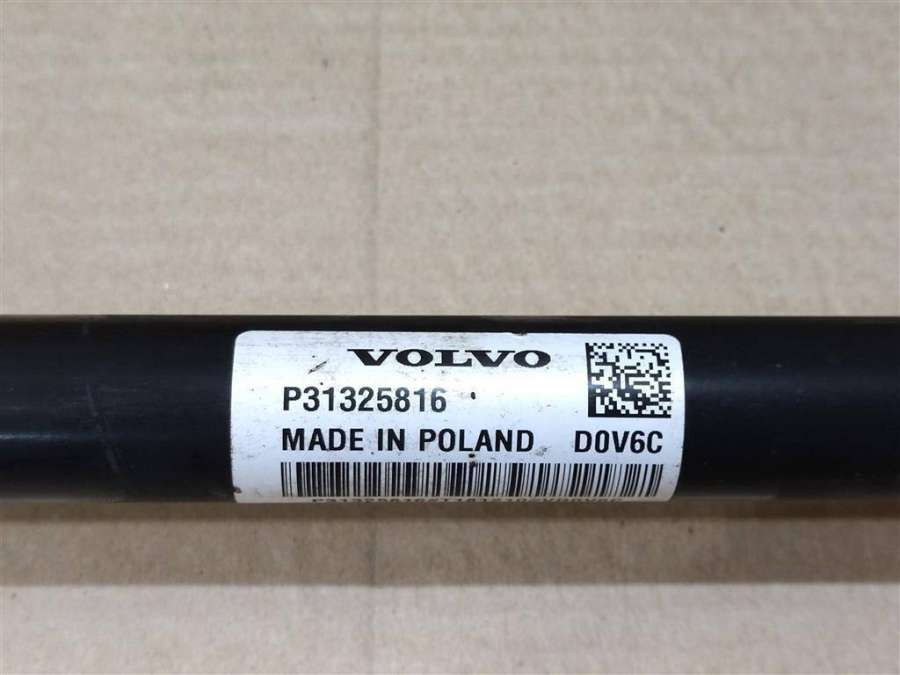 VOLVO
P31325816
MADE IN POLAND D0V6C